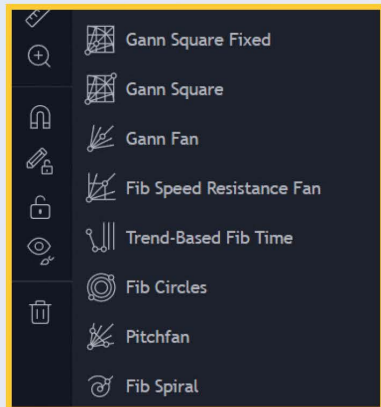 Gann Square Fixed
Gann Square
Gann Fan
Fib Speed Resistance Fan
Trend-Based Fib Time
Fib Circles
Pitchfan
Fib Spiral